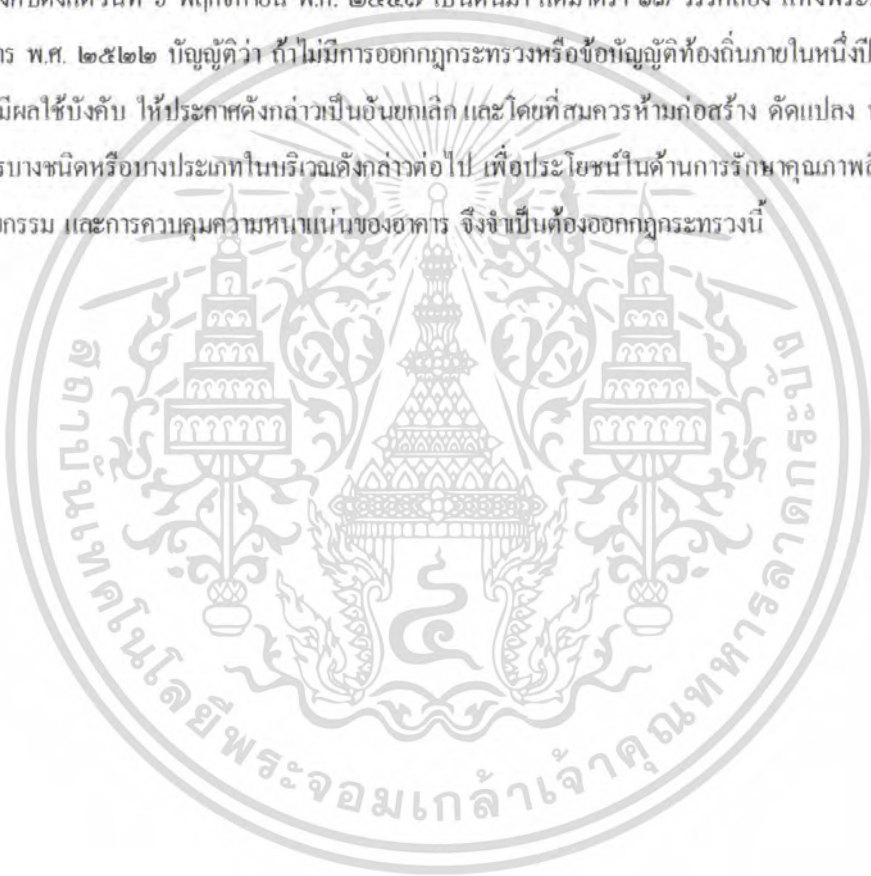 บังคับตั้งแต่วันที่ ๖ พฤศจิกายน พ.ศ. ๒๕๔๗ เป็นต้นมา แต่มาตรา ๑๓ วรรคสอง แห่งพระ
พ.ศ. ๒๕๒๒ บัญญัติว่า ถ้าไม่มีการออกกฎกระทรวงหรือข้อบัญญัติท้องถิ่นภายในหนึ่งปี
มีผลใช้บังคับ ให้ประกาศดังกล่าวเป็นอันยกเลิก และโดยที่สมควรห้ามก่อสร้าง ดัดแปลง
บางชนิดหรือบางประเภทในบริเวณดังกล่าวต่อไป เพื่อประโยชน์ในด้านการรักษาคุณภาพ
และการควบคุมความหนาแน่นของอาคาร จึงจำเป็นต้องออกกฎกระทรวงนี้
สถาบันเทคโนโลยีพระจอมเกล้าเจ้าคุณทหารลาดกระบัง